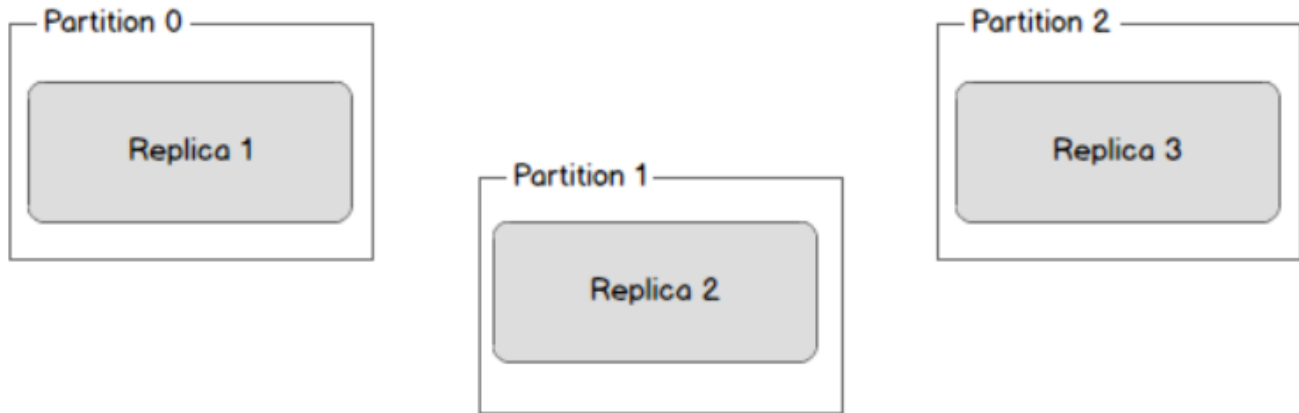 Partition 0
Replica 1
Partition 1
Replica 2
Partition 2
Replica 3